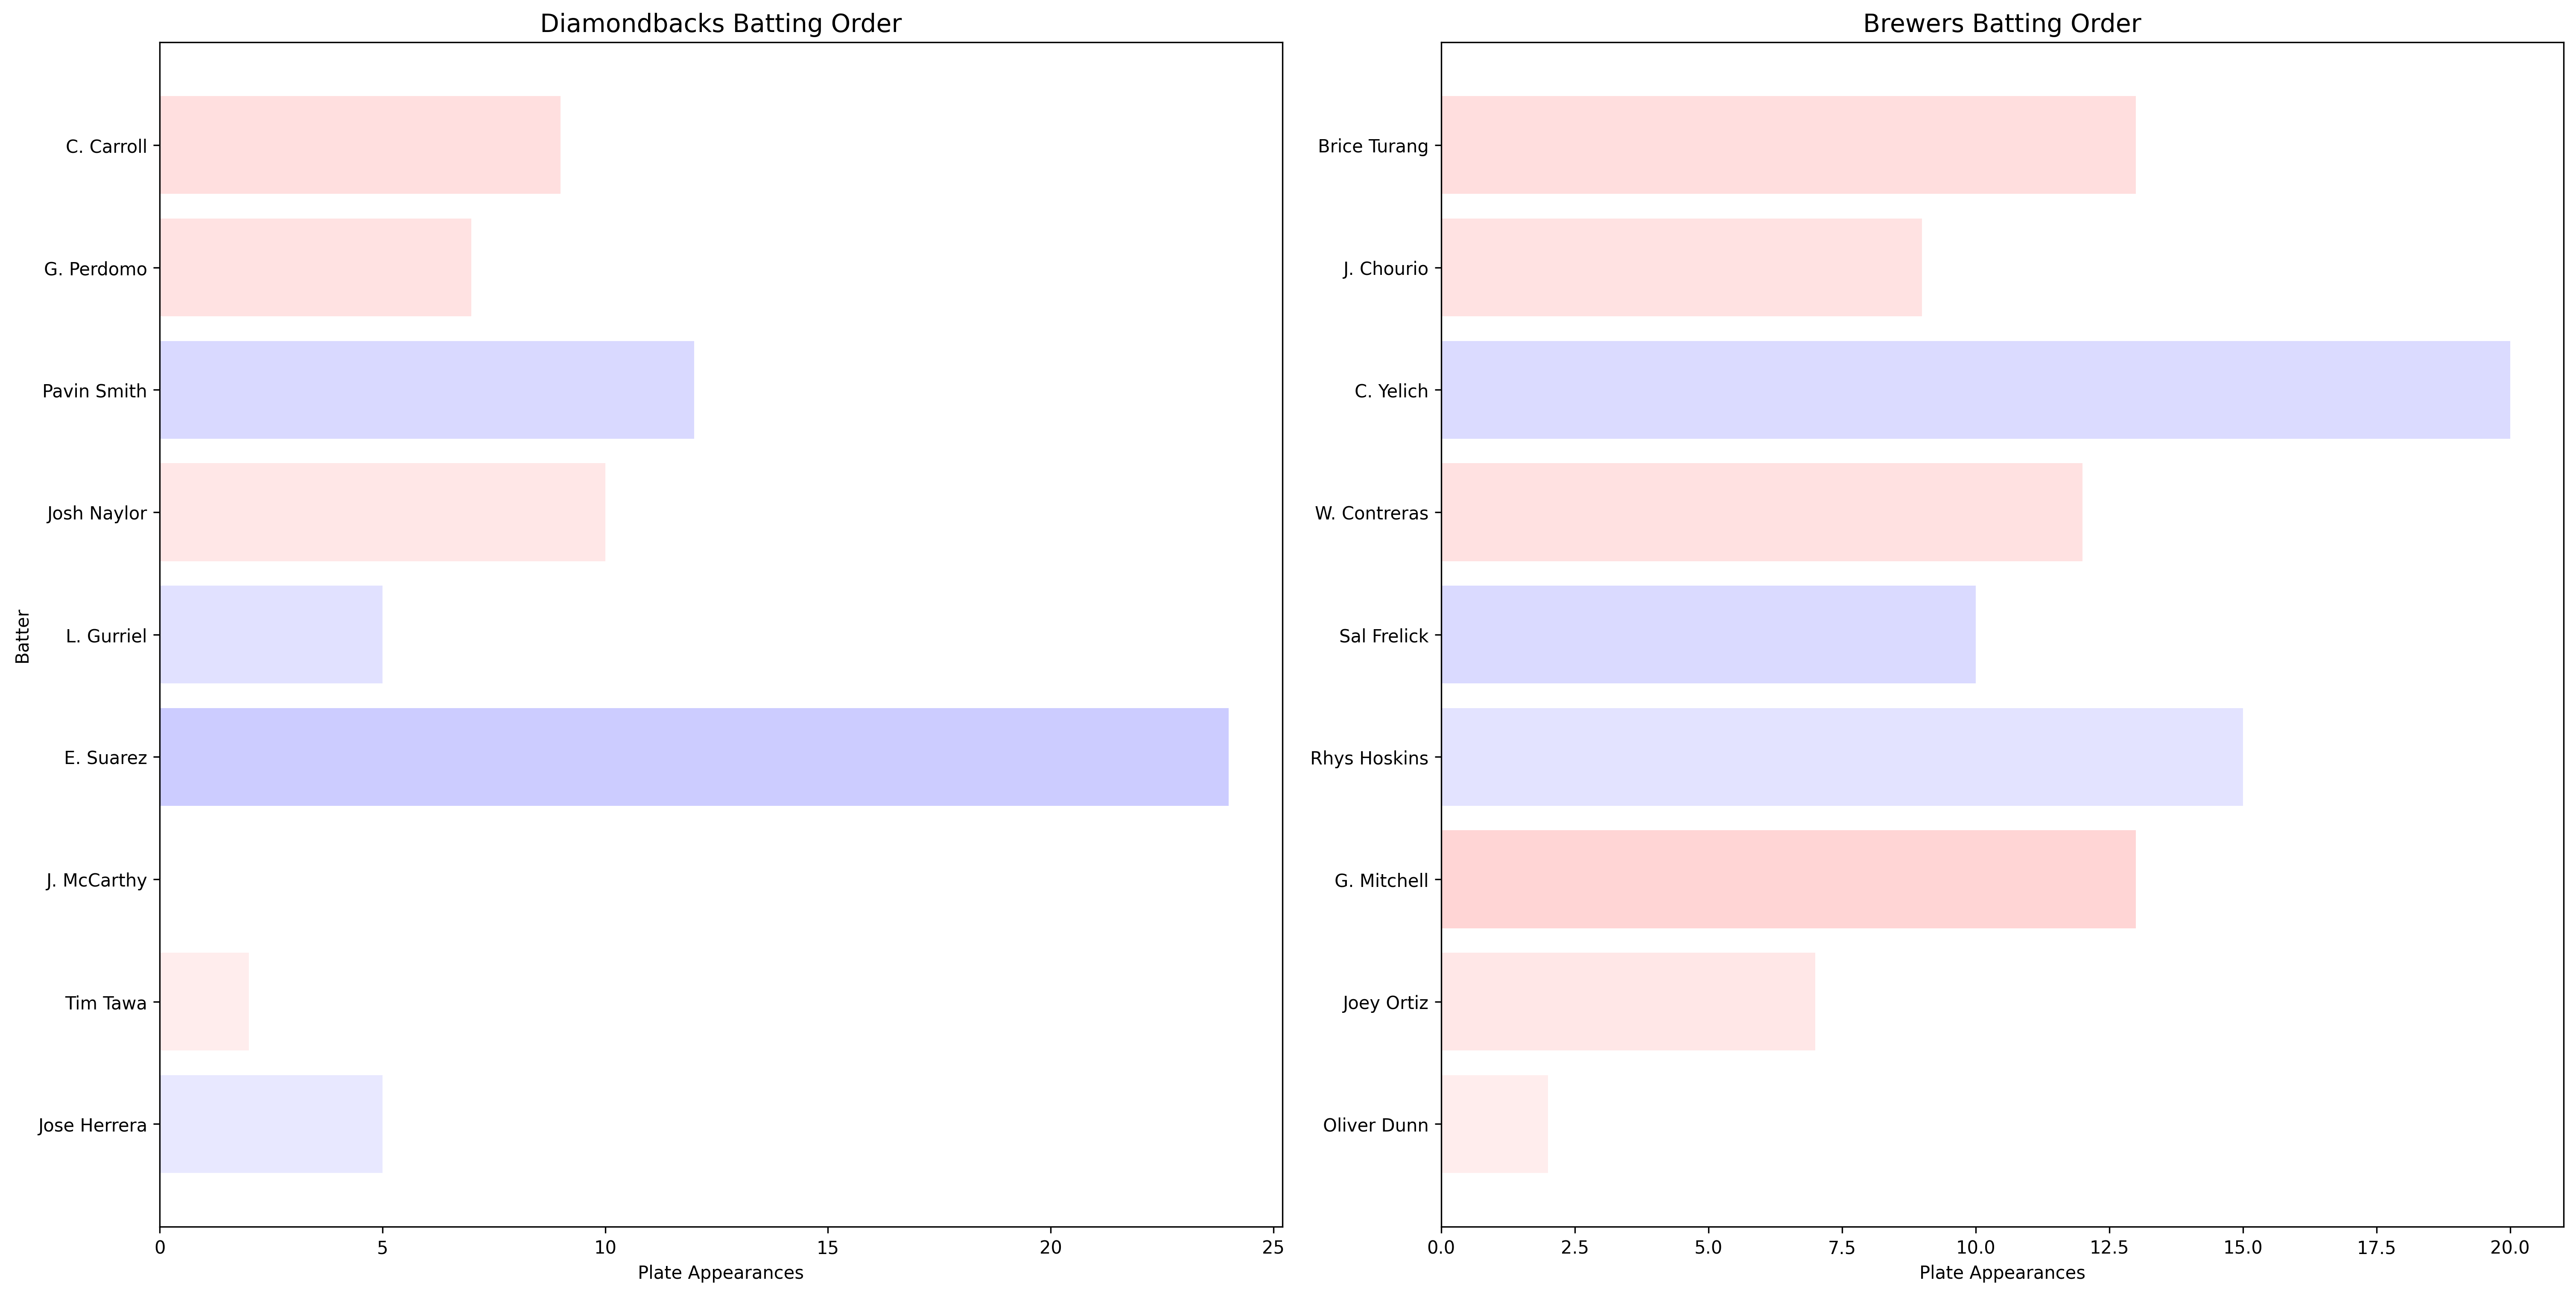 Diamondbacks Batting Order
C. Carroll
G. Perdomo
Pavin Smith
Josh Naylor
L. Gurriel
E. Suarez
J. McCarthy
Tim Tawa
Jose Herrera
Batter
0 5 10 15 20 25
Plate Appearances
Brewers Batting Order
Brice Turang
J. Chourio
C. Yelich
W. Contreras
Sal Frelick
Rhys Hoskins
G. Mitchell
Joey Ortiz
Oliver Dunn
0.0 2.5 5.0 7.5 10.0 12.5 15.0 17.5 20.0
Plate Appearances